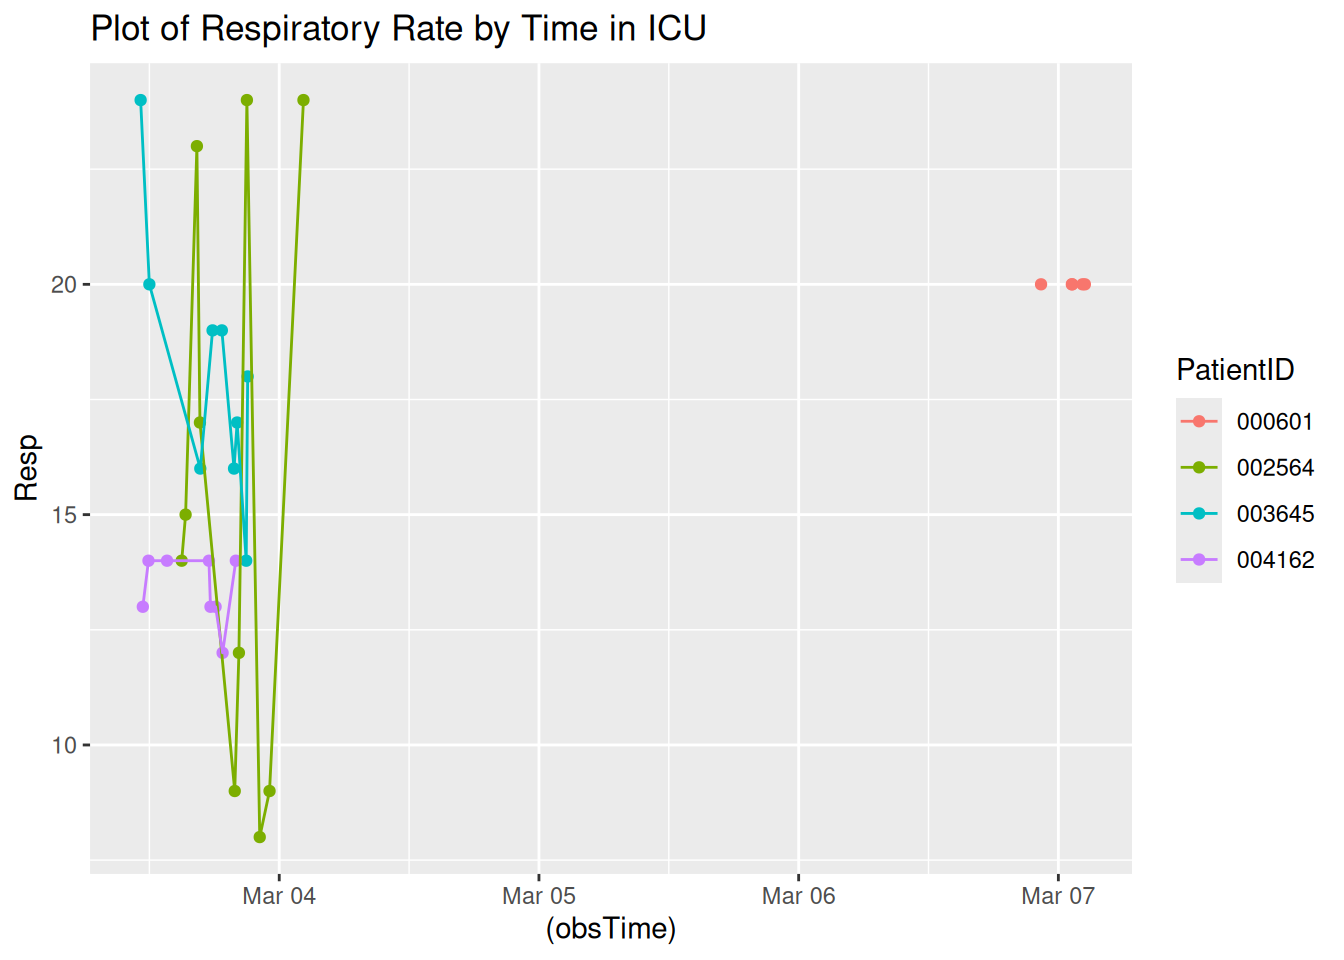 Plot of Respiratory Rate by Time in ICU
Resp
20
15
10
Mar 04 Mar 05 Mar 06 Mar 07
(obsTime)
PatientID
000601
002564
003645
004162